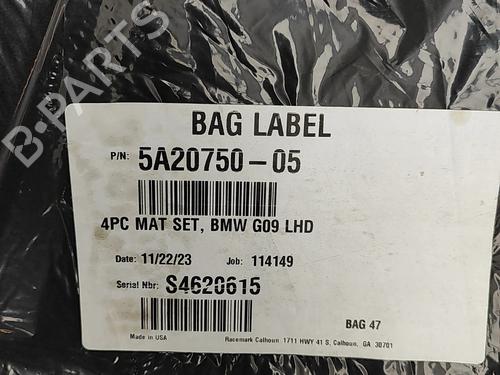 B-PARTS
BAG LABEL
P/N: 5A20750-05
4PC MAT SET, BMW G09 LHD
Date: 11/22/23 Job: 114149
Serial Nbr: S4620615
BAG 47
Made in USA Racemark Calhoun 1711 HWY 41 S, Calhoun, GA 30701